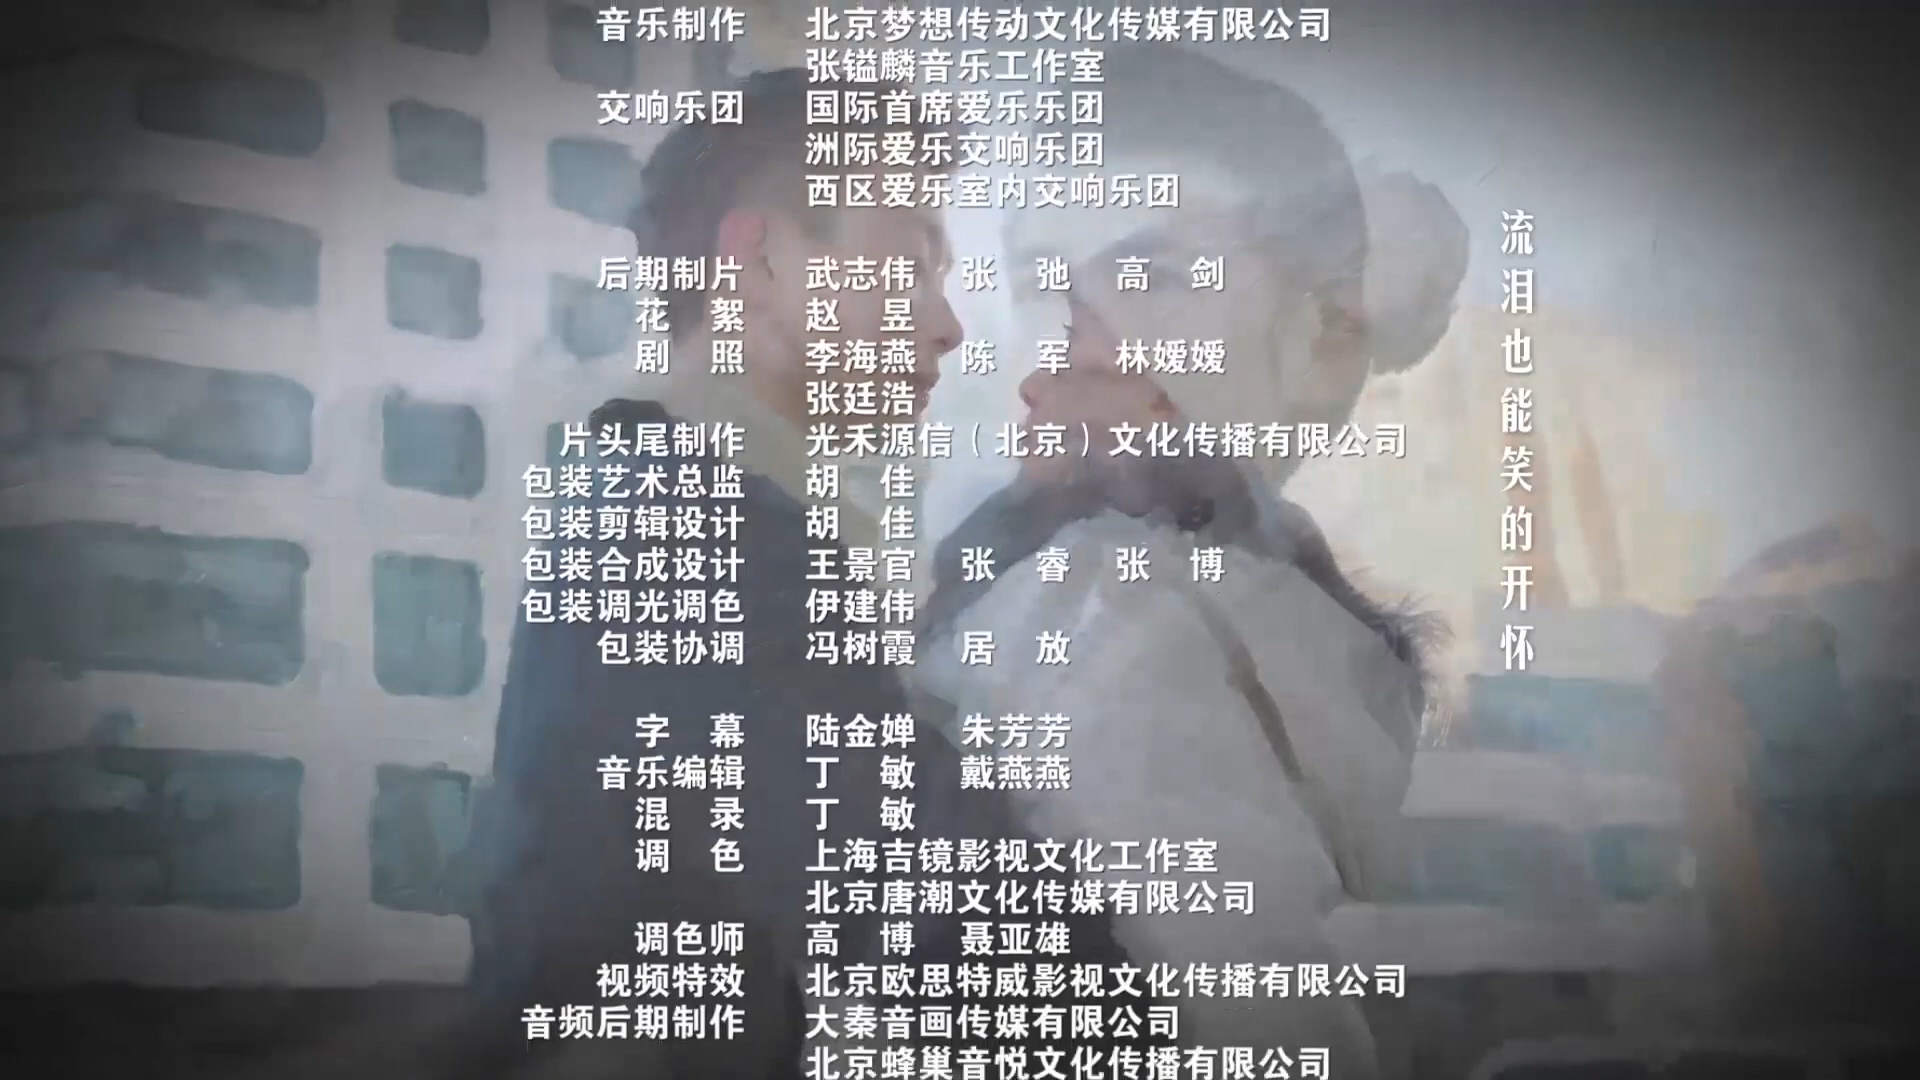 音乐制作 北京梦想传动文化传媒有限公司
张镒麟音乐工作室
交响乐团 国际首席爱乐乐团
洲际爱乐交响乐团
西区爱乐室内交响乐团
后期制片 武志伟 张 弛 高 剑
花 絮 赵 昱
剧 照 李海燕 陈 军 林嫒嫒
张廷浩
片头尾制作 光禾源信（北京）文化传播有限公司
包装艺术总监 胡 佳
包装剪辑设计 胡 佳
包装合成设计 王景官 张 睿 张 博
包装调光调色 伊建伟
包装协调 冯树霞 居 放
字 幕 陆金婵 朱芳芳
音乐编辑 丁 敏 戴燕燕
混 录 丁 敏
调 色 上海吉镜影视文化工作室
北京唐潮文化传媒有限公司
调色师 高 博 聂亚雄
视频特效 北京欧思特威影视文化传播有限公司
音频后期制作 大秦音画传媒有限公司
北京蜂巢音悦文化传播有限公司
流泪也能笑的开怀